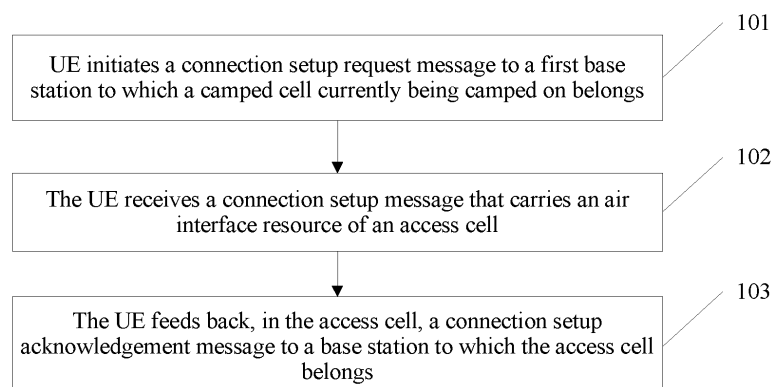 101
UE initiates a connection setup request message to a first base
station to which a camped cell currently being camped on belongs
102
The UE receives a connection setup message that carries an air
interface resource of an access cell
103
The UE feeds back, in the access cell, a connection setup
acknowledgement message to a base station to which the access cell
belongs